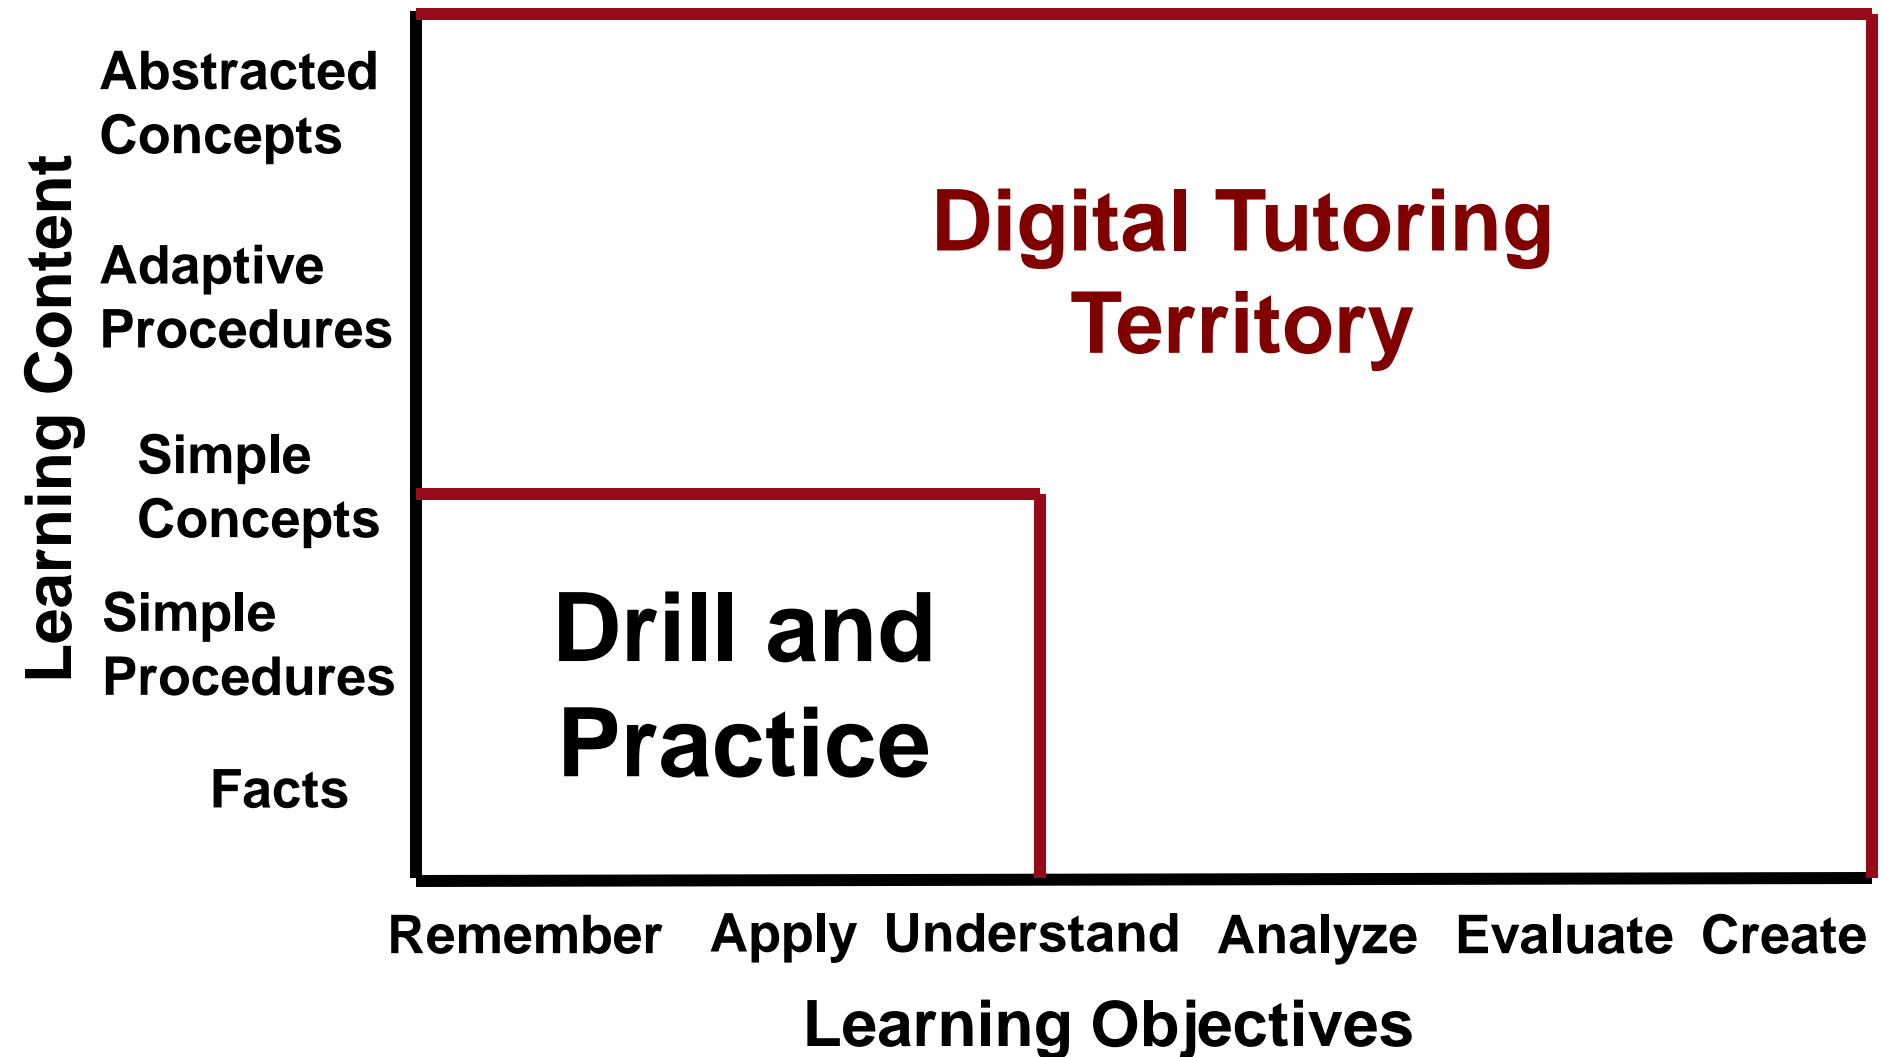 Learning Content
Abstracted
Concepts
Adaptive
Procedures
Simple
Concepts
Simple
Procedures
Facts
Digital Tutoring
Territory
Drill and
Practice
Remember Apply Understand Analyze Evaluate Create
Learning Objectives